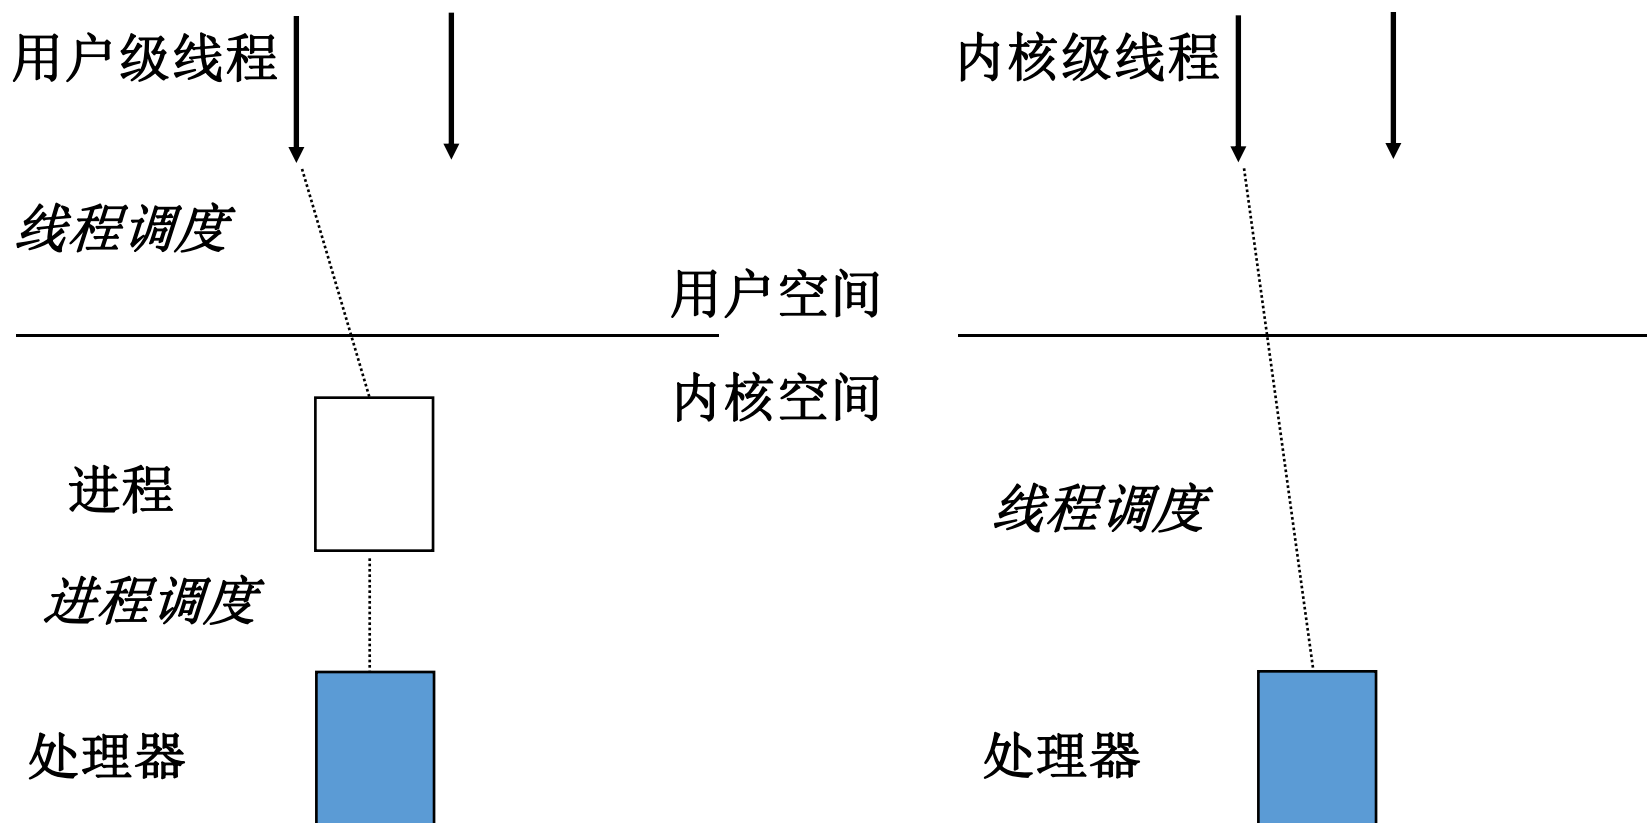 用户级线程
内核级线程
线程调度
用户空间
内核空间
进程
线程调度
进程调度
处理器
处理器